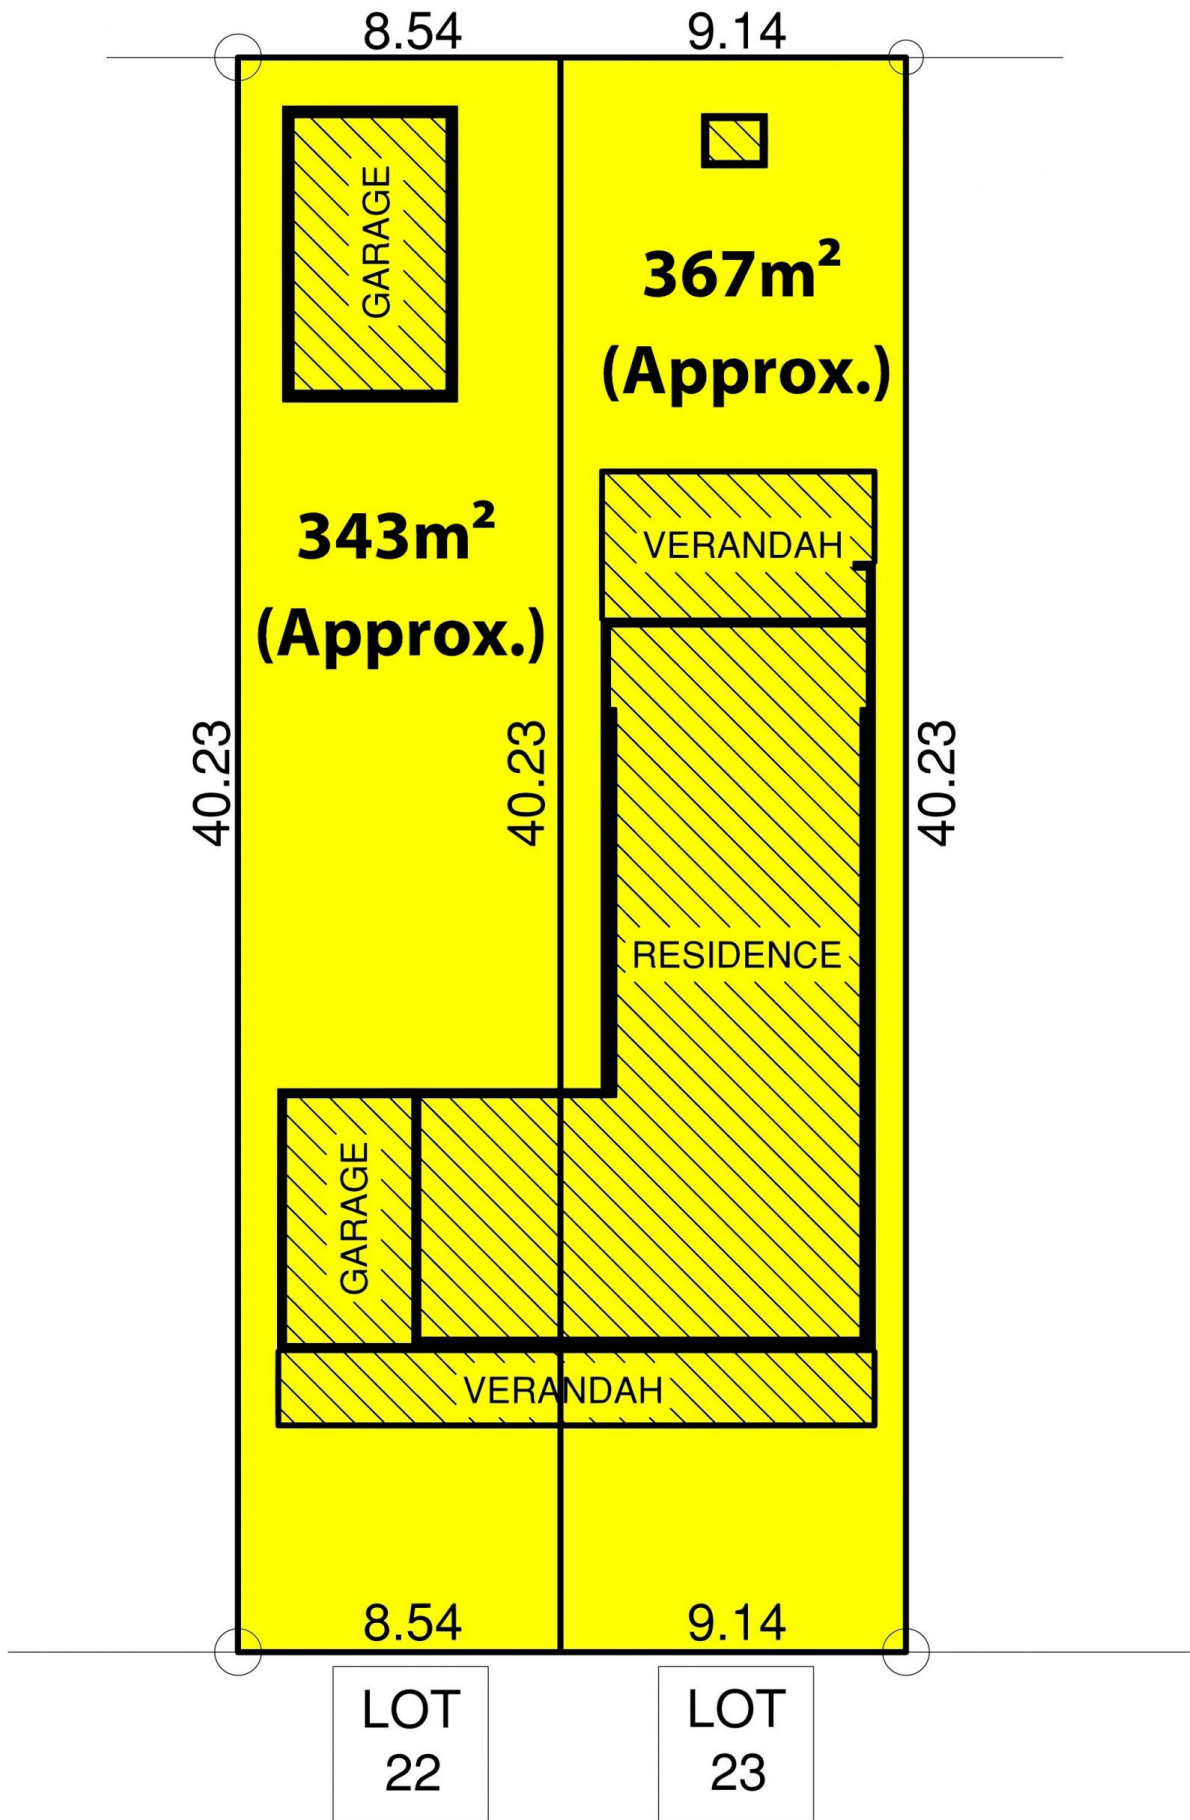 8.54
9.14
GARAGE
367m²
(Approx.)
343m²
(Approx.)
VERANDAH
40.23
40.23
40.23
RESIDENCE
GARAGE
VERANDAH
8.54
9.14
LOT
22
LOT
23